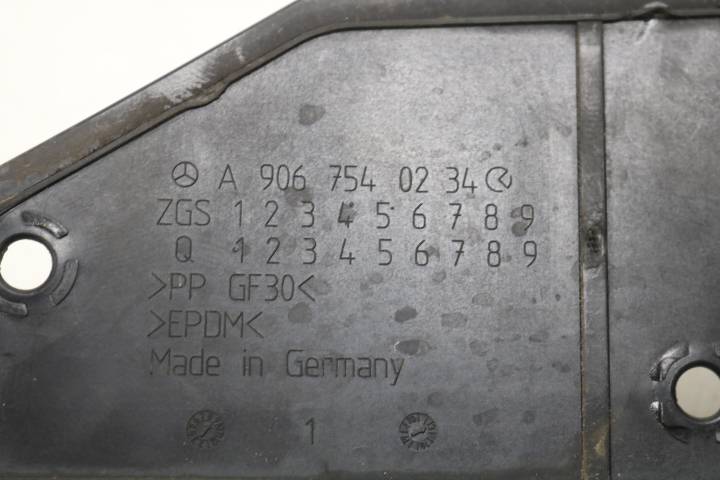 A 906 754 02 34
ZGS 1 2 3 4 5 6 7 8 9
Q 1 2 3 4 5 6 7 8 9
>PP GF30<
>EPDM<
Made in Germany
1